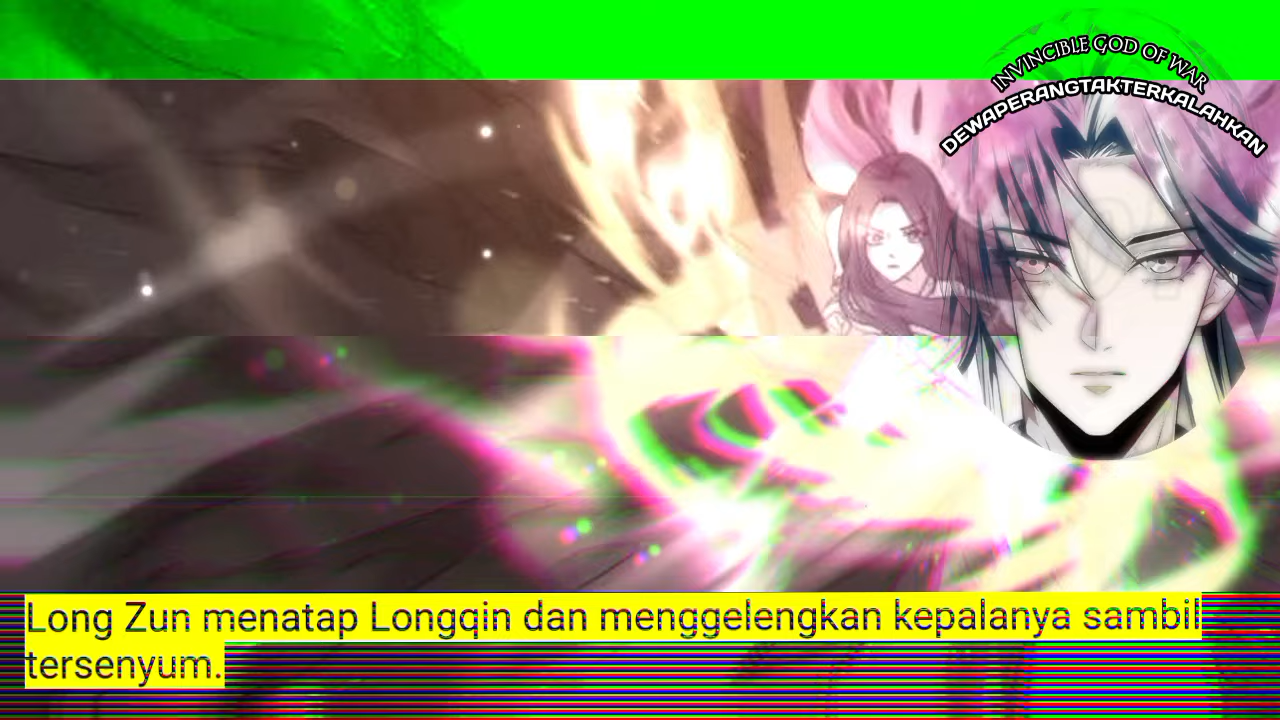 INVINCIBLE GOD OF WAR
DEWAPERANGTAKTERKALAHKAN
Long Zun menatap Longqin dan menggelengkan kepalanya sambil
tersenyum.